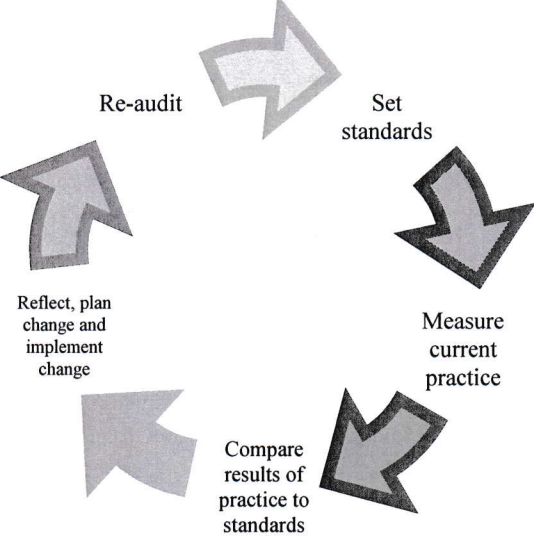 Re-audit
Set
standards
Measure
current
practice
Compare
results of
practice to
standards
Reflect, plan
change and
implement
change